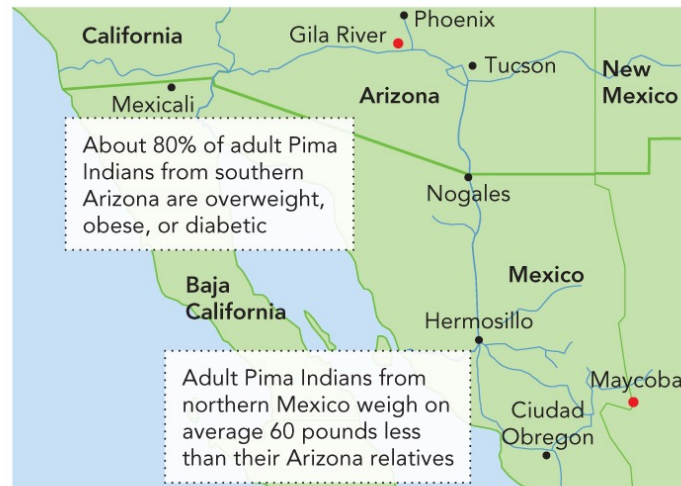 Phoenix
California
Gila River
Tucson
New
Mexico
Arizona
Mexicali
About 80% of adult Pima
Indians from southern
Arizona are overweight,
obese, or diabetic
Nogales
Baja
California
Mexico
Hermosillo
Adult Pima Indians from
northern Mexico weigh on
average 60 pounds less
than their Arizona relatives
Maycoba
Ciudad
Obregon